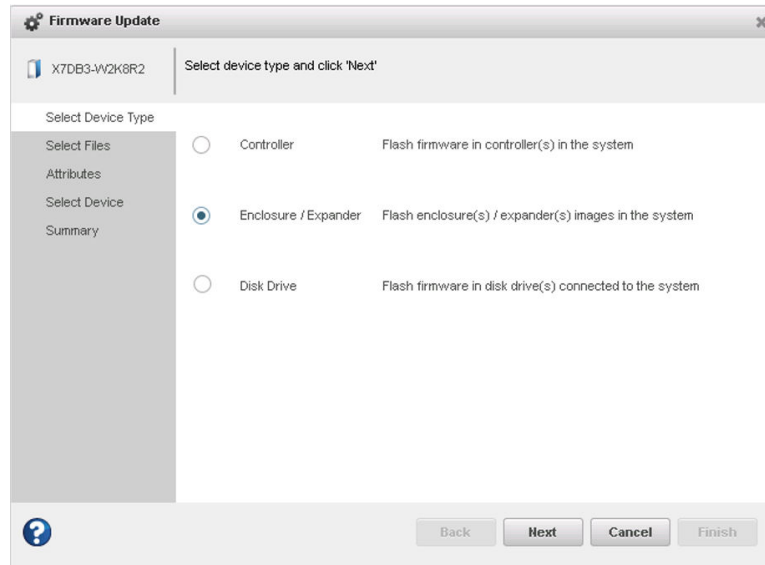 Firmware Update
X7DB3-W2K8R2
Select device type and click 'Next'
Select Device Type
Select Files
Attributes
Select Device
Summary
Controller Flash firmware in controller(s) in the system
Enclosure / Expander Flash enclosure(s) / expander(s) images in the system
Disk Drive Flash firmware in disk drive(s) connected to the system
? Back Next Cancel Finish